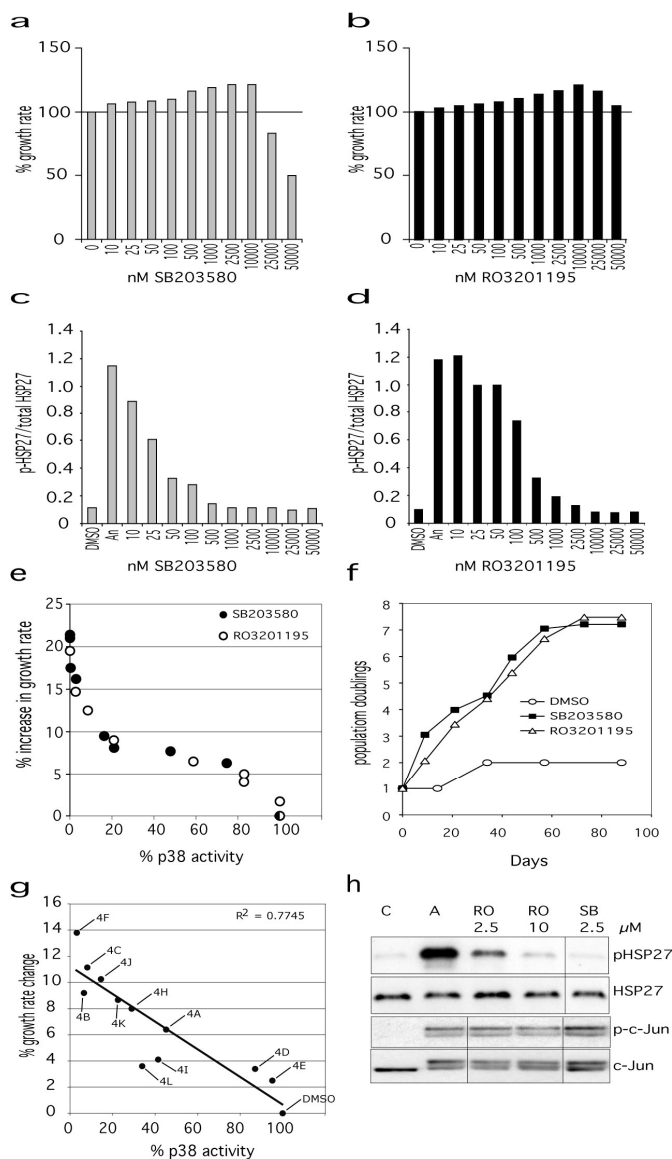 a
b
% growth rate
150
100
50
0
0 10 25 50 100 500 1000 2500 10000 25000 50000
nM SB203580
% growth rate
150
100
50
0
0 10 25 50 100 500 1000 2500 10000 25000 50000
nM RO3201195
c
d
p-HSP27/total HSP27
1.4
1.2
1.0
0.8
0.6
0.4
0.2
0
DMSO An 10 25 50 100 500 1000 2500 10000 25000 50000
nM SB203580
p-HSP27/total HSP27
1.4
1.2
1.0
0.8
0.6
0.4
0.2
0
DMSO An 10 25 50 100 500 1000 2500 10000 25000 50000
nM RO3201195
e
% increase in growth rate
25
20
15
10
5
0
SB203580
RO3201195
0 20 40 60 80 100
% p38 activity
f
population doublings
8
7
6
5
4
3
2
1
0
DMSO
SB203580
RO3201195
0 20 40 60 80 100
Days
g
% growth rate change
16
14
12
10
8
6
4
2
0
R² = 0.7745
4F
4C
4J
4B
4K
4H
4A
4L
4I
4D
4E
DMSO
0 20 40 60 80 100
% p38 activity
h
C A RO RO SB
2.5 10 2.5 µM
pHSP27
HSP27
p-c-Jun
c-Jun